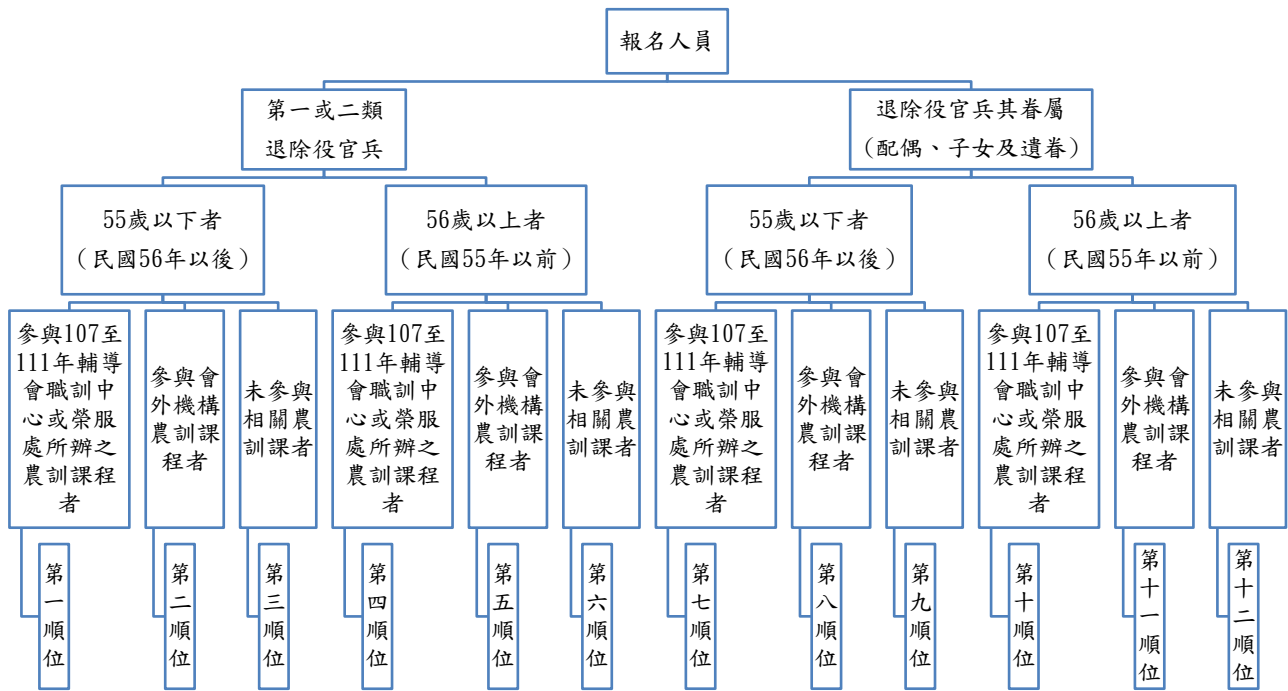 報名人員
第一或二類
退除役官兵
退除役官兵其眷屬
(配偶、子女及遺眷)
55歲以下者
（民國56年以後）
56歲以上者
（民國55年以前）
55歲以下者
（民國56年以後）
56歲以上者
（民國55年以前）
參與107至
111年輔導
會職訓中
心或榮服
處所辦之
農訓課程
者
參與會
外機構
農訓課
程者
未參與
相關農
訓課者
參與107至
111年輔導
會職訓中
心或榮服
處所辦之
農訓課程
者
參與會
外機構
農訓課
程者
未參與
相關農
訓課者
參與107至
111年輔導
會職訓中
心或榮服
處所辦之
農訓課程
者
參與會
外機構
農訓課
程者
未參與
相關農
訓課者
參與107至
111年輔導
會職訓中
心或榮服
處所辦之
農訓課程
者
參與會
外機構
農訓課
程者
未參與
相關農
訓課者
第一順位
第二順位
第三順位
第四順位
第五順位
第六順位
第七順位
第八順位
第九順位
第十順位
第十一順位
第十二順位